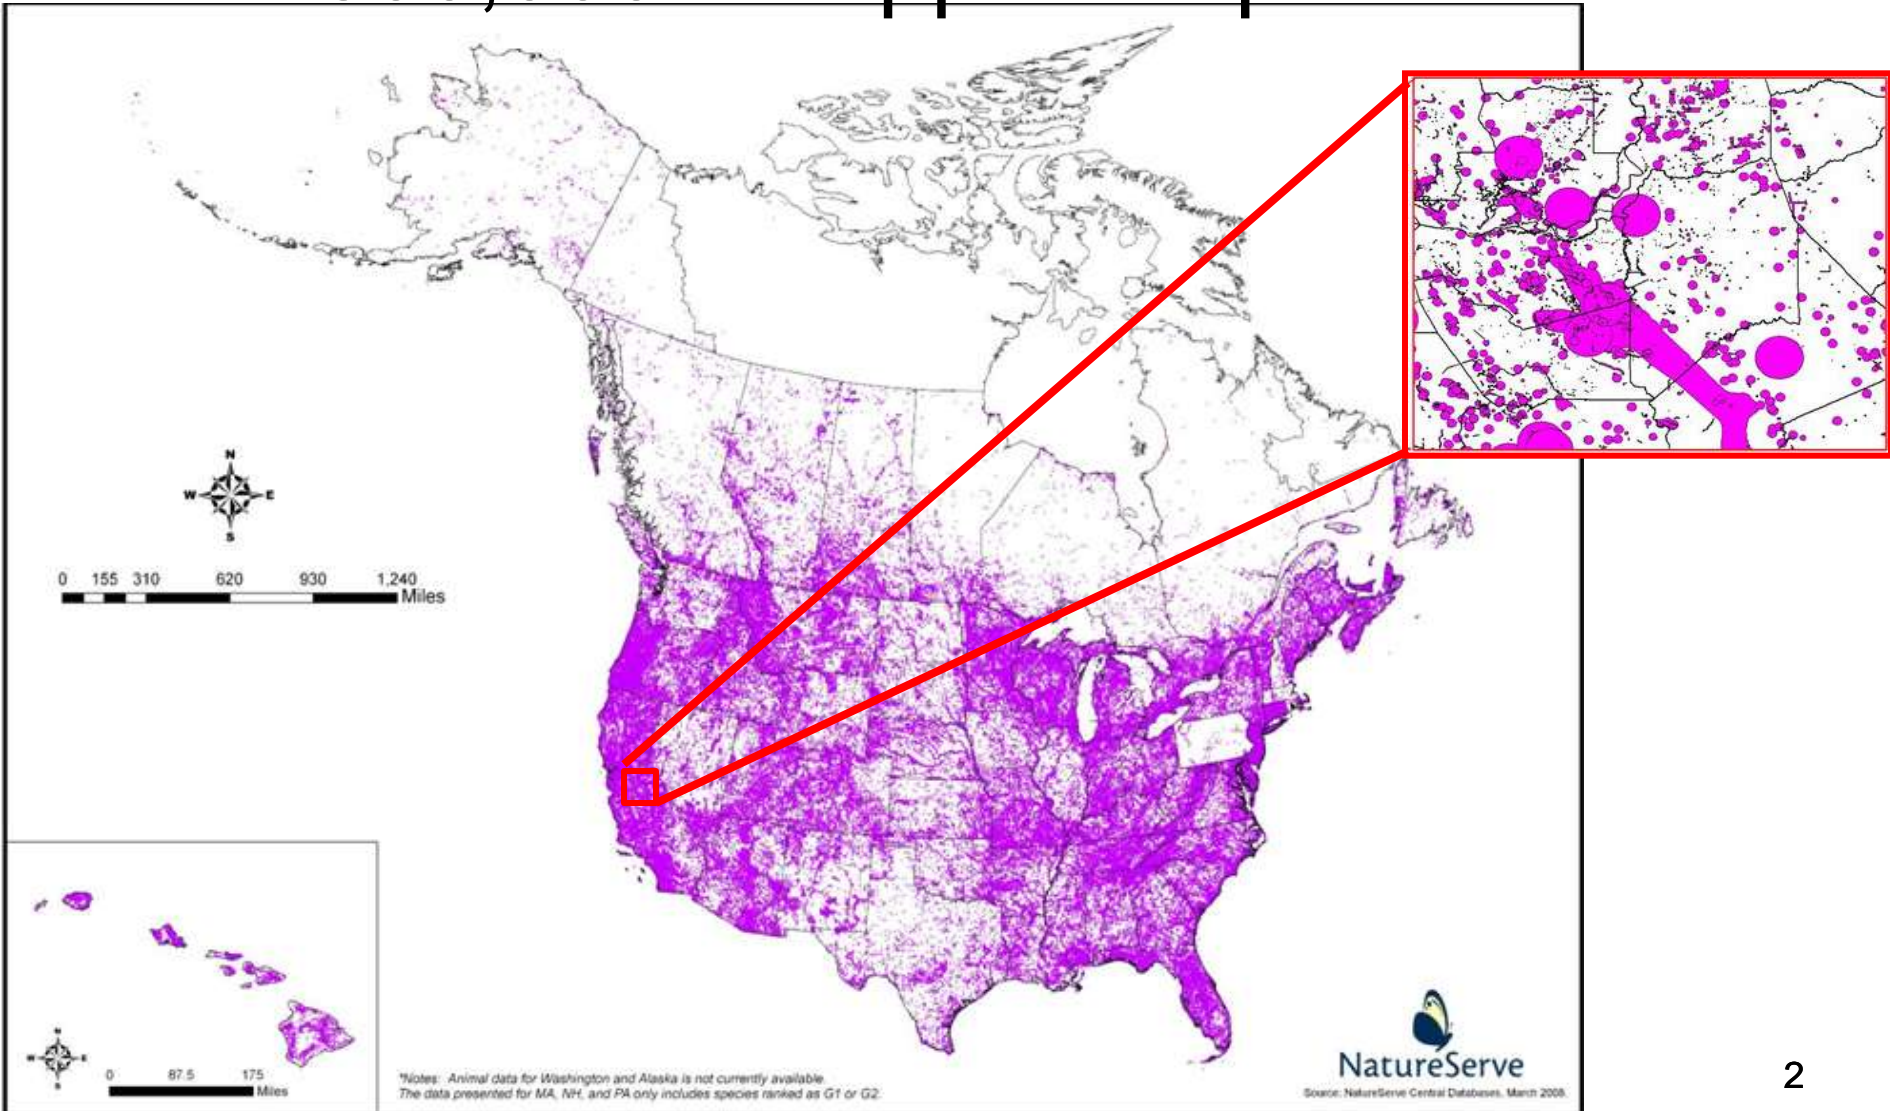 N
W E
S
0 155 310 620 930 1,240
Miles
N
W E
S
0 87.5 175
Miles
*Notes: Animal data for Washington and Alaska is not currently available.
The data presented for MA, NH, and PA only includes species ranked as G1 or G2.
NatureServe
Source: NatureServe Central Databases, March 2008.
2